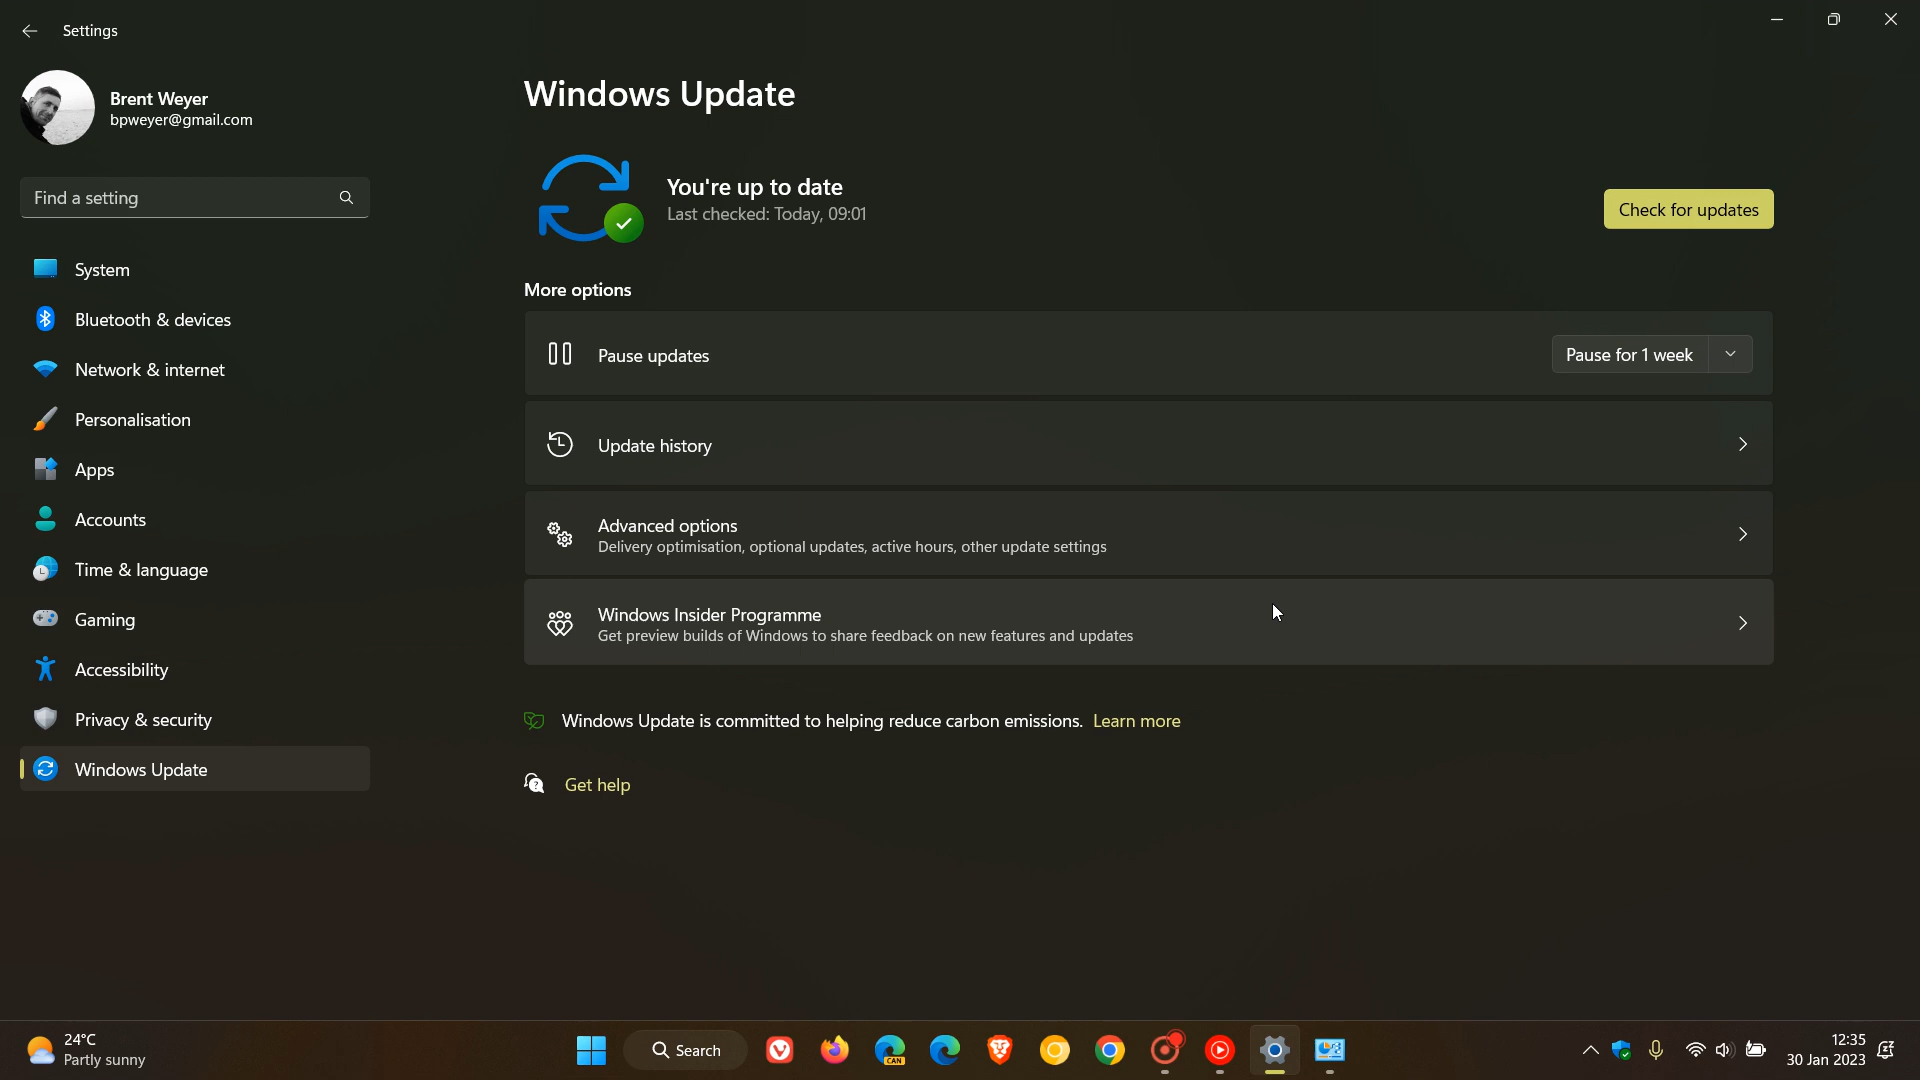 Settings
Brent Weyer
bpweyer@gmail.com
Find a setting
System
Bluetooth & devices
Network & internet
Personalisation
Apps
Accounts
Time & language
Gaming
Accessibility
Privacy & security
Windows Update
Windows Update
You're up to date
Last checked: Today, 09:01
Check for updates
More options
Pause updates
Pause for 1 week
Update history
Advanced options
Delivery optimisation, optional updates, active hours, other update settings
Windows Insider Programme
Get preview builds of Windows to share feedback on new features and updates
Windows Update is committed to helping reduce carbon emissions. Learn more
Get help
24°C
Partly sunny
Search
CAN
12:35
30 Jan 2023